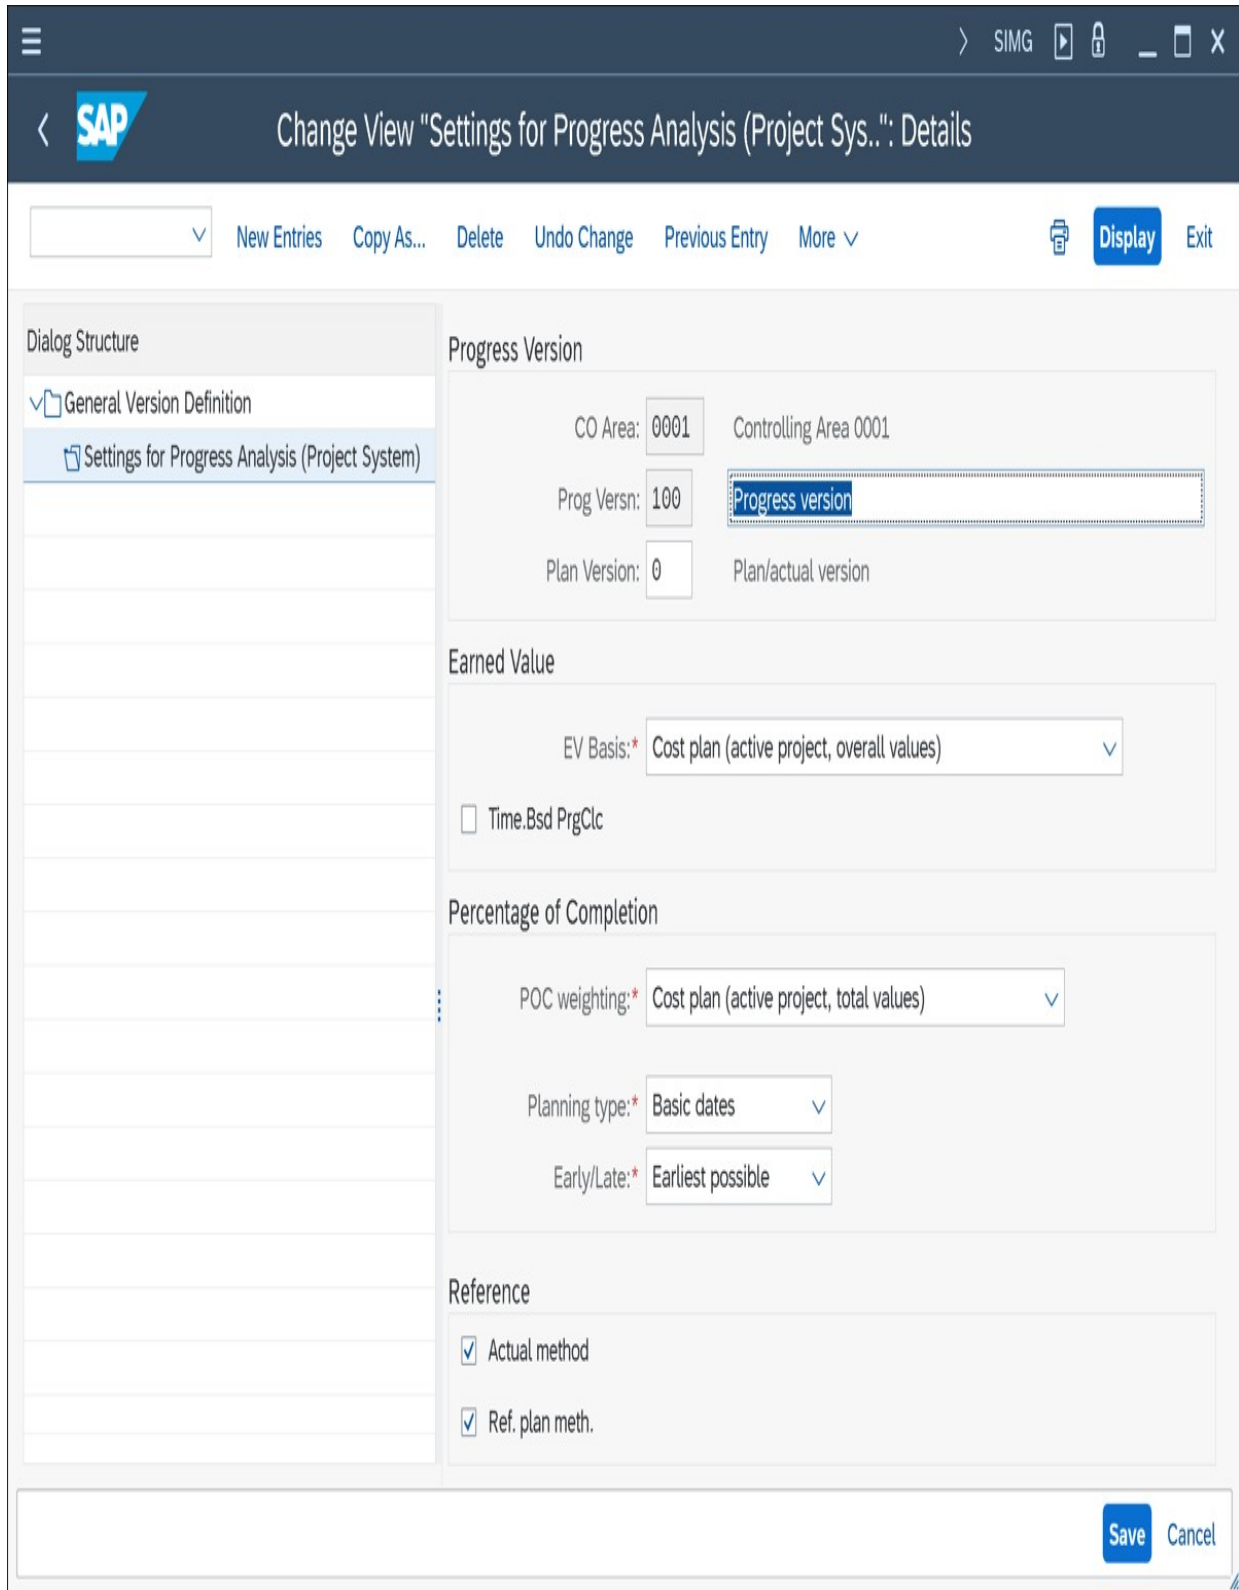 SIMG
SAP
Change View "Settings for Progress Analysis (Project Sys..": Details
New Entries Copy As... Delete Undo Change Previous Entry More Display Exit
Dialog Structure
General Version Definition
Settings for Progress Analysis (Project System)
Progress Version
CO Area: 0001 Controlling Area 0001
Prog Versn: 100 Progress version
Plan Version: 0 Plan/actual version
Earned Value
EV Basis:* Cost plan (active project, overall values)
Time.Bsd PrgClc
Percentage of Completion
POC weighting:* Cost plan (active project, total values)
Planning type:* Basic dates
Early/Late:* Earliest possible
Reference
Actual method
Ref. plan meth.
Save Cancel